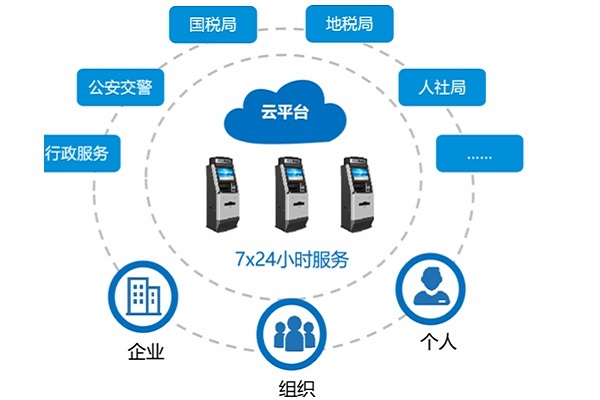 国税局
地税局
公安交警
人社局
云平台
行政服务
......
7x24小时服务
企业
个人
组织